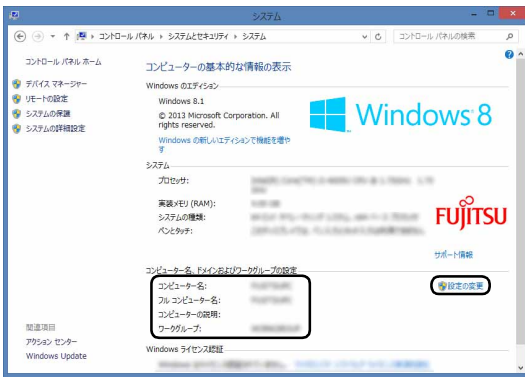 システム
コントロール パネル ▸ システムとセキュリティ ▸ システム
コントロール パネルの検索
コントロール パネル ホーム
デバイス マネージャー
リモートの設定
システムの保護
システムの詳細設定
コンピューターの基本的な情報の表示
Windows のエディション
Windows 8.1
© 2013 Microsoft Corporation. All
rights reserved.
Windows の新しいエディションで機能を増や
す
Windows 8
システム
プロセッサ:
実装メモリ (RAM):
システムの種類:
ペンとタッチ:
FUJITSU
サポート情報
コンピューター名、ドメインおよびワークグループの設定
コンピューター名:
フル コンピューター名:
コンピューターの説明:
ワークグループ:
設定の変更
Windows ライセンス認証
関連項目
アクション センター
Windows Update